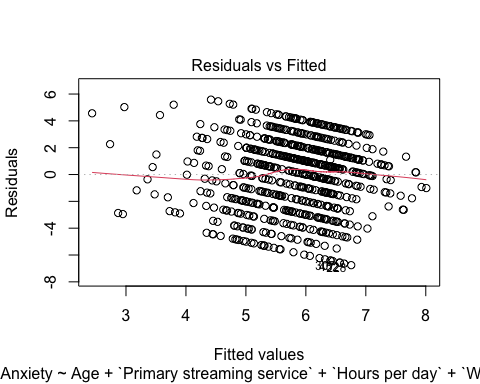 Residuals vs Fitted
6
4
2
0
-4
-8
Residuals
3 4 5 6 7 8
Fitted values
Anxiety ~ Age + `Primary streaming service` + `Hours per day` + `W